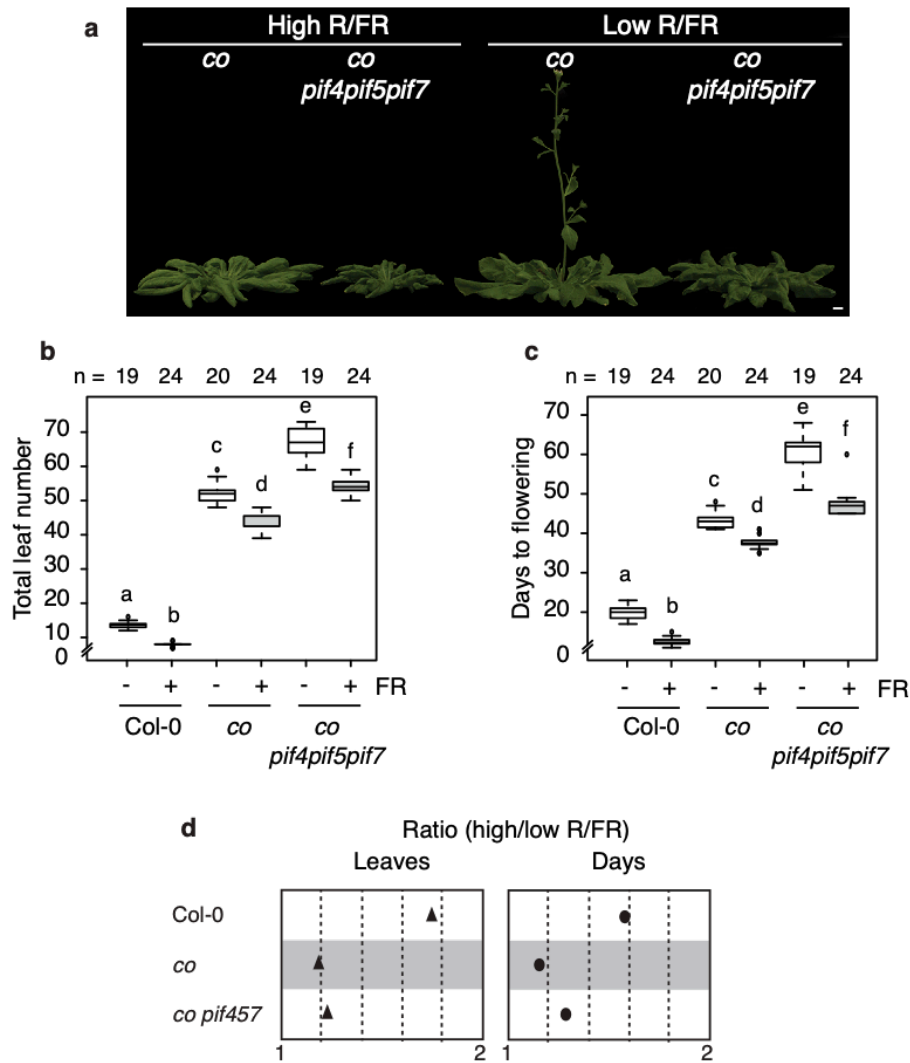 a
High R/FR Low R/FR
co co co co
pif4pif5pif7 pif4pif5pif7
b
n = 19 24 20 24 19 24
Total leaf number
70
60
50
40
30
20
10
0
a b c d e f
- + - + - + FR
Col-0 co co
pif4pif5pif7
c
n = 19 24 20 24 19 24
Days to flowering
70
60
50
40
30
20
0
a b c d e f
- + - + - + FR
Col-0 co co
pif4pif5pif7
d
Ratio (high/low R/FR)
Leaves Days
Col-0
co
co pif457
1 2 1 2